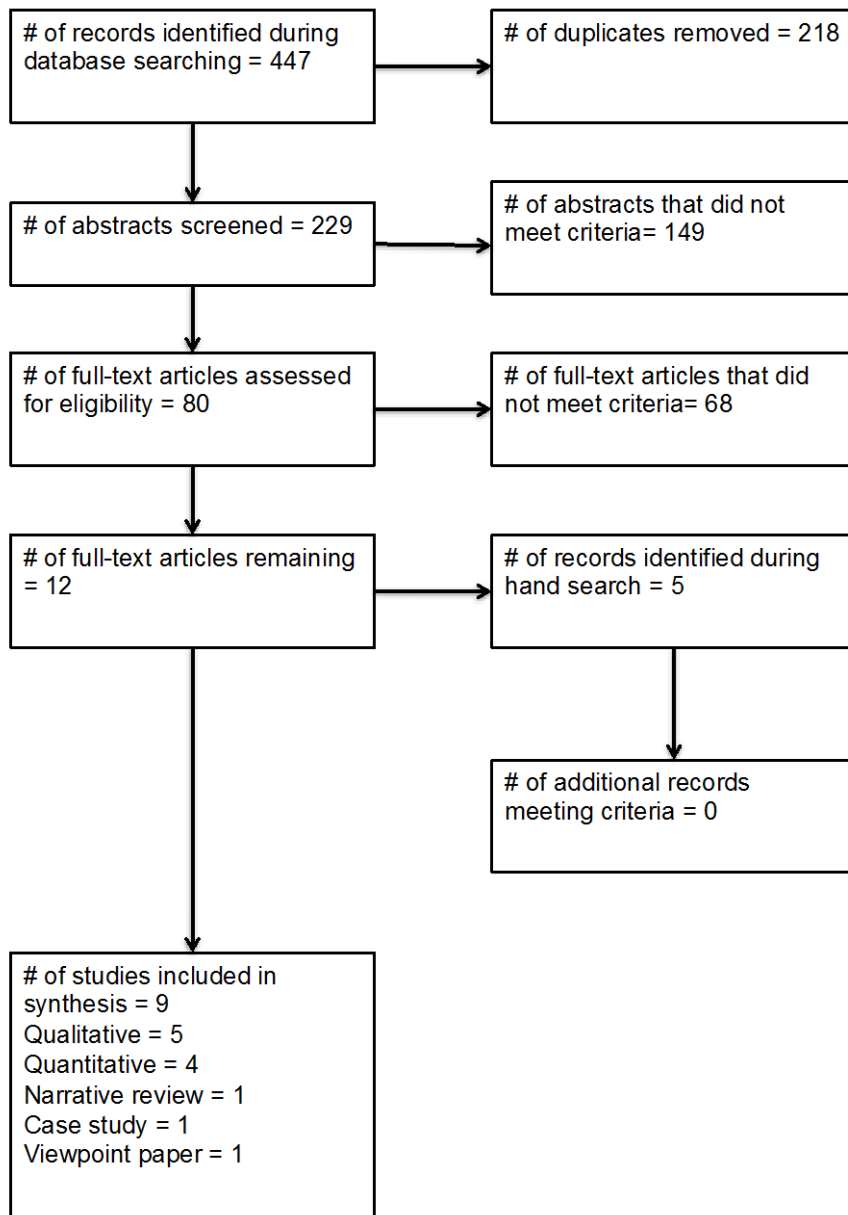 # of records identified during
database searching = 447
# of duplicates removed = 218
# of abstracts screened = 229
# of abstracts that did not
meet criteria= 149
# of full-text articles assessed
for eligibility = 80
# of full-text articles that did
not meet criteria= 68
# of full-text articles remaining
= 12
# of records identified during
hand search = 5
# of additional records
meeting criteria = 0
# of studies included in
synthesis = 9
Qualitative = 5
Quantitative = 4
Narrative review = 1
Case study = 1
Viewpoint paper = 1